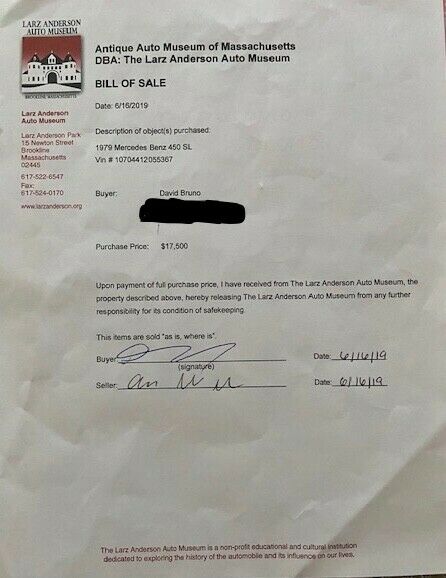 LARZ ANDERSON
AUTO MUSEUM
BROOKLINE, MASSACHUSETTS
Larz Anderson
Auto Museum
Larz Anderson Park
15 Newton Street
Brookline
Massachusetts
02445
617-522-6547
Fax:
617-524-0170
www.larzanderson.org
Antique Auto Museum of Massachusetts
DBA: The Larz Anderson Auto Museum
BILL OF SALE
Date: 6/16/2019
Description of object(s) purchased:
1979 Mercedes Benz 450 SL
Vin # 10704412055367
Buyer: David Bruno
Purchase Price: $17,500
Upon payment of full purchase price, I have received from The Larz Anderson Auto Museum, the
property described above, hereby releasing The Larz Anderson Auto Museum from any further
responsibility for its condition of safekeeping.
This items are sold "as is, where is".
Buyer: Date: 6/16/19
(signature)
Seller: Date: 6/16/19
The Larz Anderson Auto Museum is a non-profit educational and cultural institution
dedicated to exploring the history of the automobile and its influence on our lives.